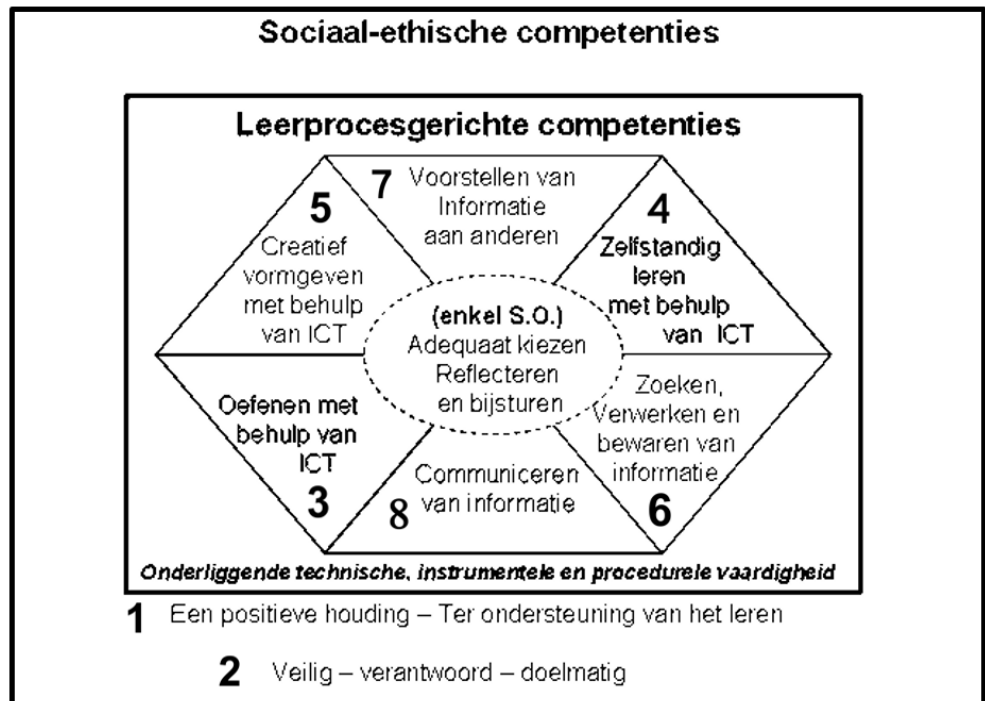 Sociaal-ethische competenties
Leerprocesgerichte competenties
5
Creatief
vormgeven
met behulp
van ICT
7 Voorstellen van
Informatie
aan anderen
4
Zelfstandig
leren
met behulp
van ICT
(enkel S.O.)
Adequaat kiezen
Reflecteren
en bijsturen
Oefenen met
behulp van
ICT
3
8 Communiceren
van informatie
Zoeken,
Verwerken en
bewaren van
informatie
6
Onderliggende technische, instrumentele en procedurele vaardigheid
1 Een positieve houding – Ter ondersteuning van het leren
2 Veilig – verantwoord – doelmatig